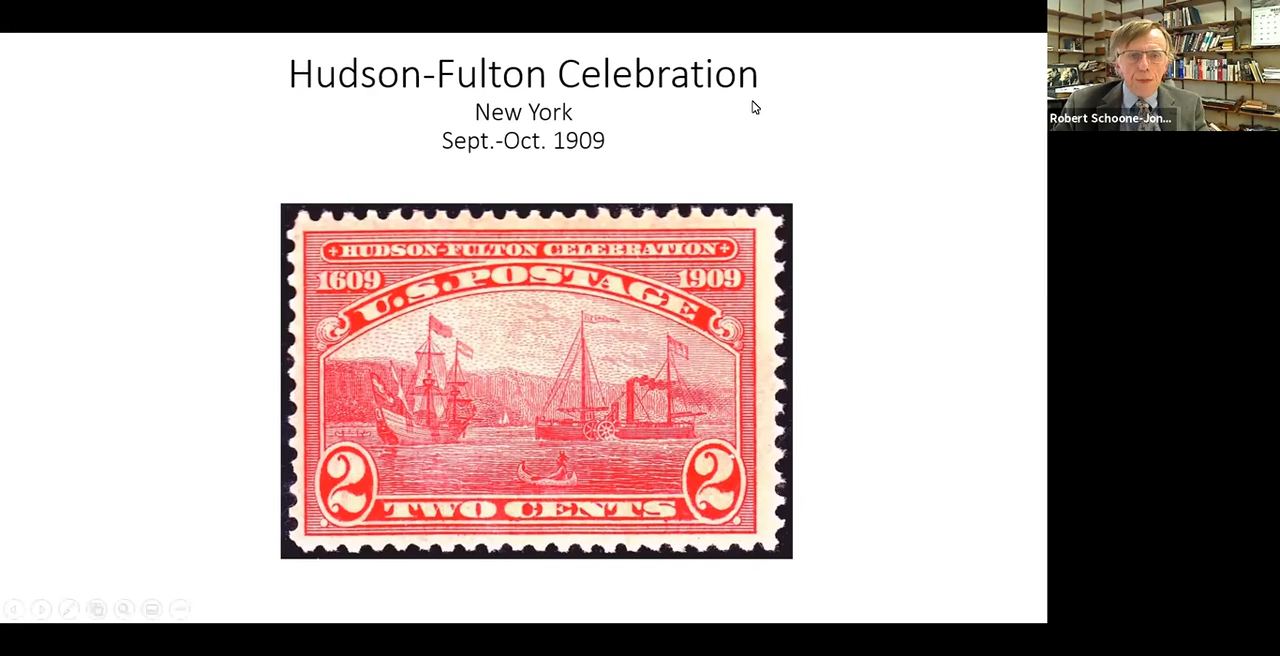 Hudson-Fulton Celebration
New York
Sept.-Oct. 1909
HUDSON-FULTON CELEBRATION
1609 1909
U.S. POSTAGE
2 2
TWO CENTS
Robert Schoone-Jon...